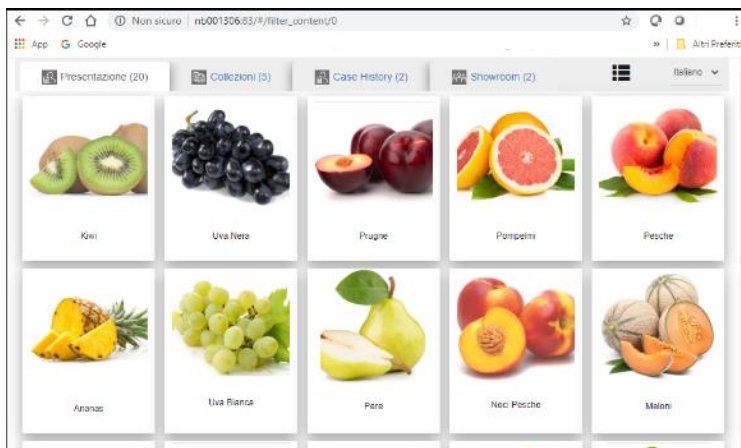 Non sicuro | nb001306:83/#/filter_content/0
App Google » Altri Preferiti
Presentazione (20) Collezioni (5) Case History (2) Showroom (2) Italiano
Kiwi Uva Nera Prugne Pompelmi Pesche
Ananas Uva Bianca Pere Noci Pesche Meloni